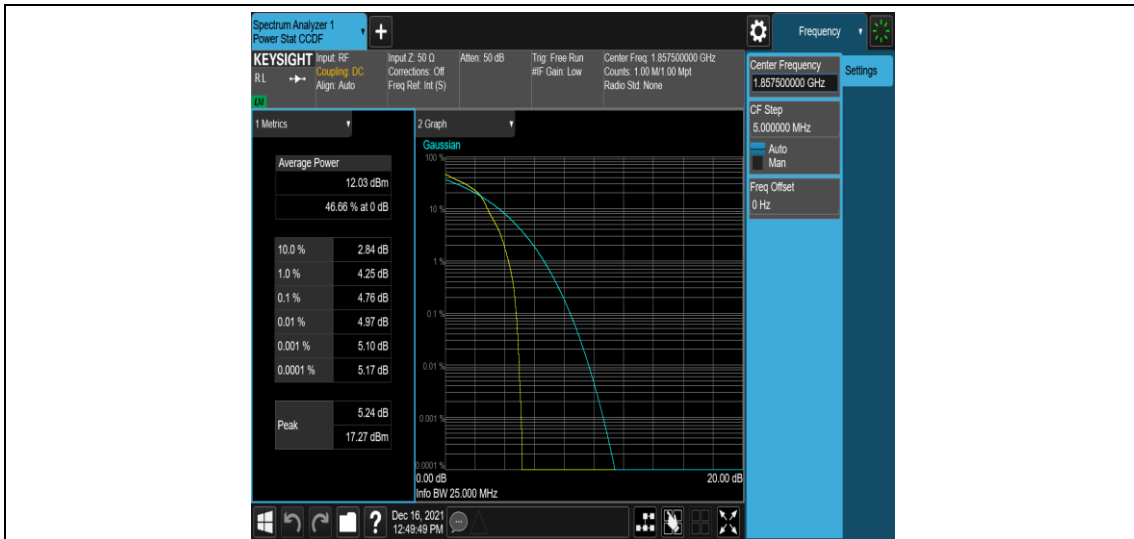 Spectrum Analyzer 1
Power Stat CCDF
+
Frequency
KEYSIGHT
RL
LXI
Input: RF
Coupling: DC
Align: Auto
Input Z: 50 Ω
Corrections: Off
Freq Ref: Int (S)
Atten: 50 dB
Trig: Free Run
#IF Gain: Low
Center Freq: 1.857500000 GHz
Counts: 1.00 M/1.00 Mpt
Radio Std: None
Center Frequency
1.857500000 GHz
Settings
CF Step
5.000000 MHz
Auto
Man
Freq Offset
0 Hz
1 Metrics
Average Power
12.03 dBm
46.66 % at 0 dB
10.0 % 2.84 dB
1.0 % 4.25 dB
0.1 % 4.76 dB
0.01 % 4.97 dB
0.001 % 5.10 dB
0.0001 % 5.17 dB
Peak
5.24 dB
17.27 dBm
2 Graph
Gaussian
100 %
10 %
1 %
0.1 %
0.01 %
0.001 %
0.0001 %
0.00 dB 20.00 dB
Info BW 25.000 MHz
?
Dec 16, 2021
12:49:49 PM